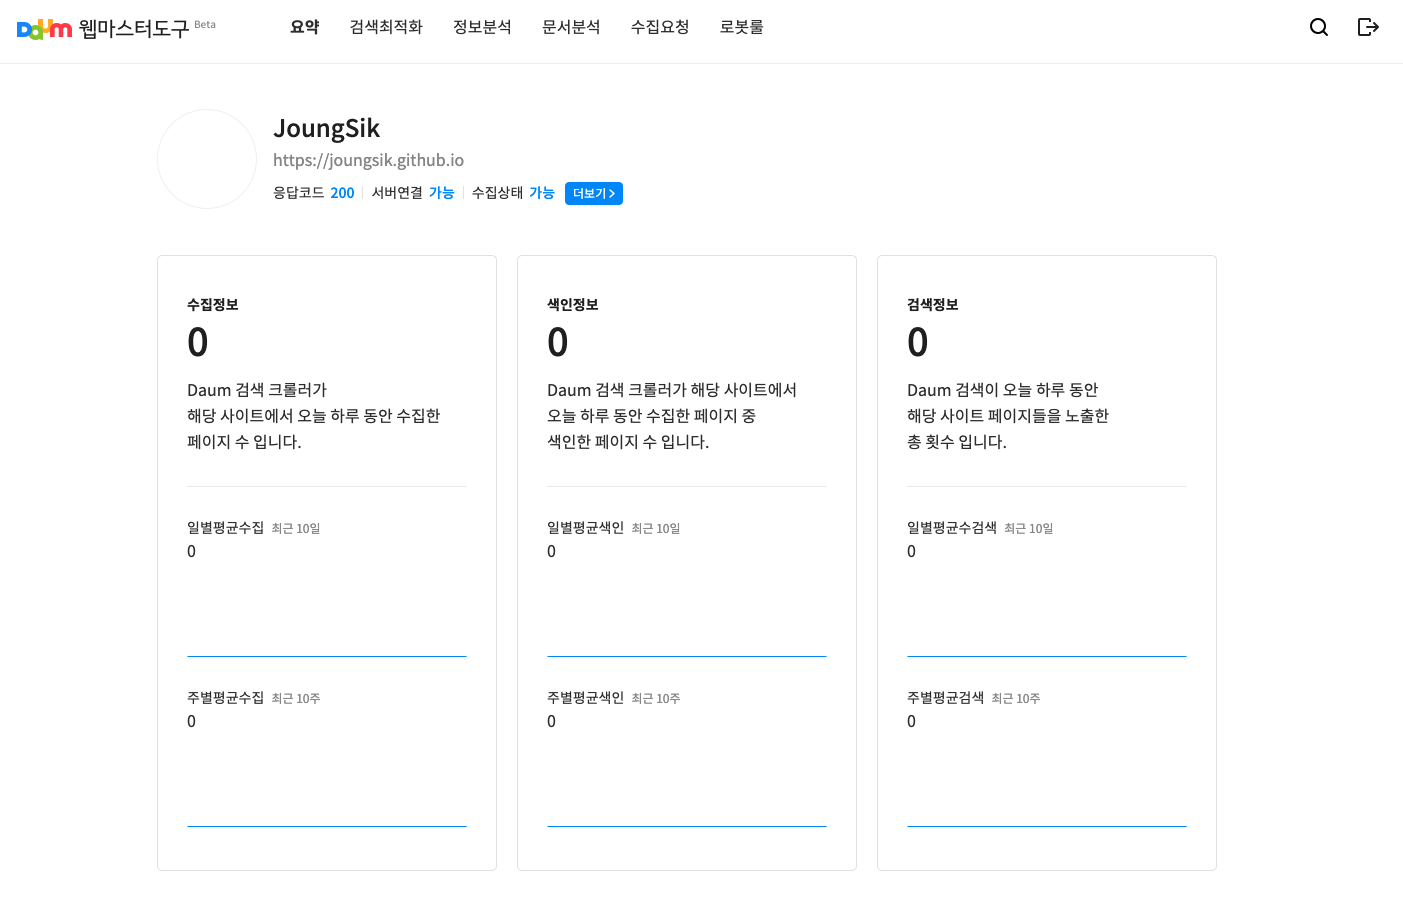 Daum 웹마스터도구 Beta
요약 검색최적화 정보분석 문서분석 수집요청 로봇룰
JoungSik
https://joungsik.github.io
응답코드 200 서버연결 가능 수집상태 가능 더보기
수집정보
0
Daum 검색 크롤러가
해당 사이트에서 오늘 하루 동안 수집한
페이지 수 입니다.
일별평균수집 최근 10일
0
주별평균수집 최근 10주
0
색인정보
0
Daum 검색 크롤러가 해당 사이트에서
오늘 하루 동안 수집한 페이지 중
색인한 페이지 수 입니다.
일별평균색인 최근 10일
0
주별평균색인 최근 10주
0
검색정보
0
Daum 검색이 오늘 하루 동안
해당 사이트 페이지들을 노출한
총 횟수 입니다.
일별평균수검색 최근 10일
0
주별평균검색 최근 10주
0